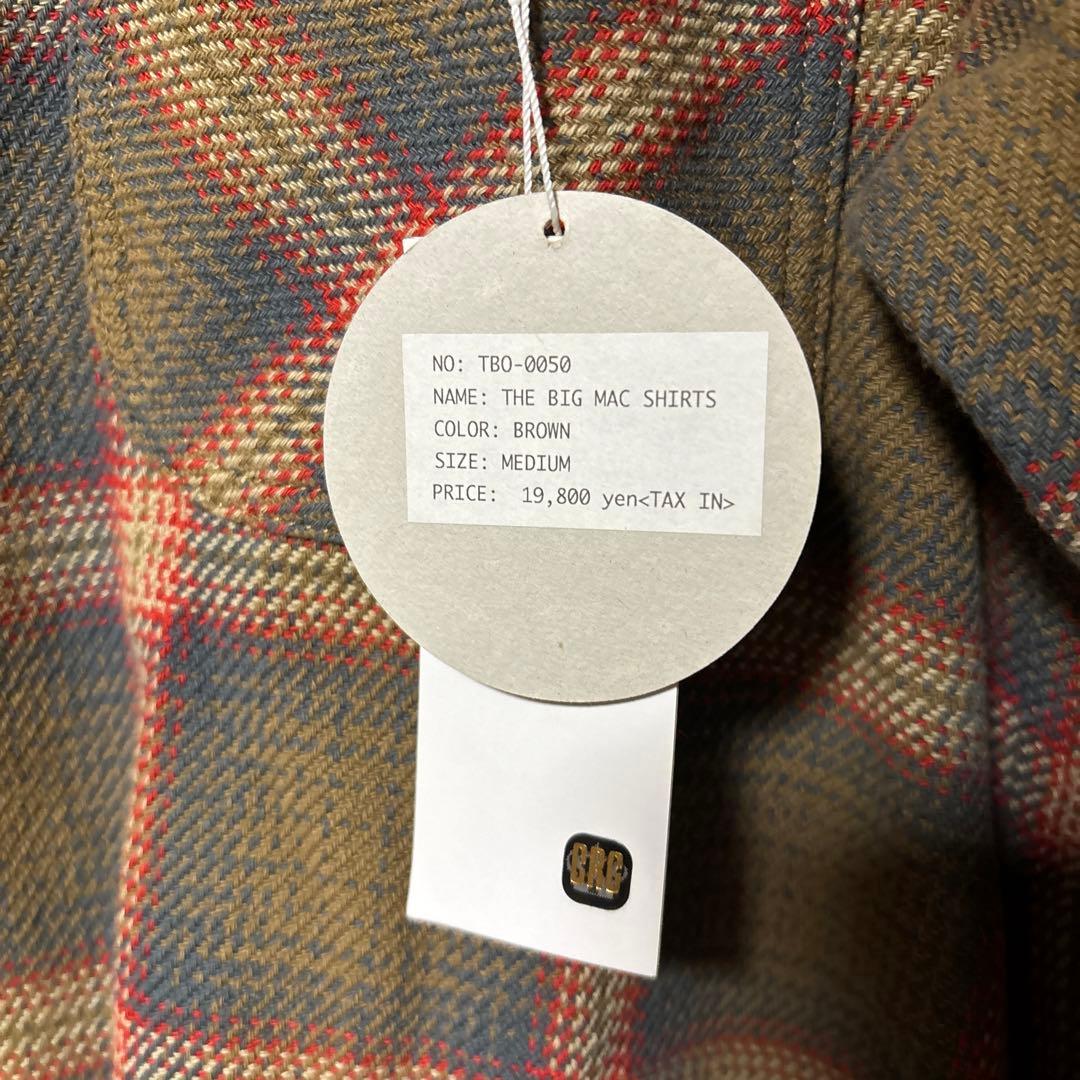 NO: TBO-0050
NAME: THE BIG MAC SHIRTS
COLOR: BROWN
SIZE: MEDIUM
PRICE: 19,800 yen<TAX IN>